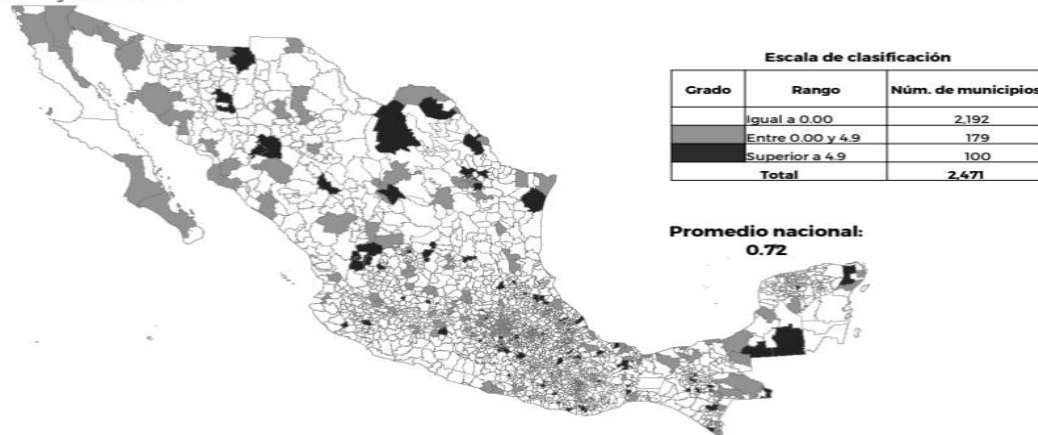 Escala de clasificación
Grado Rango Núm. de municipios
Igual a 0.00 2,192
Entre 0.00 y 4.9 179
Superior a 4.9 100
Total 2,471
Promedio nacional:
0.72